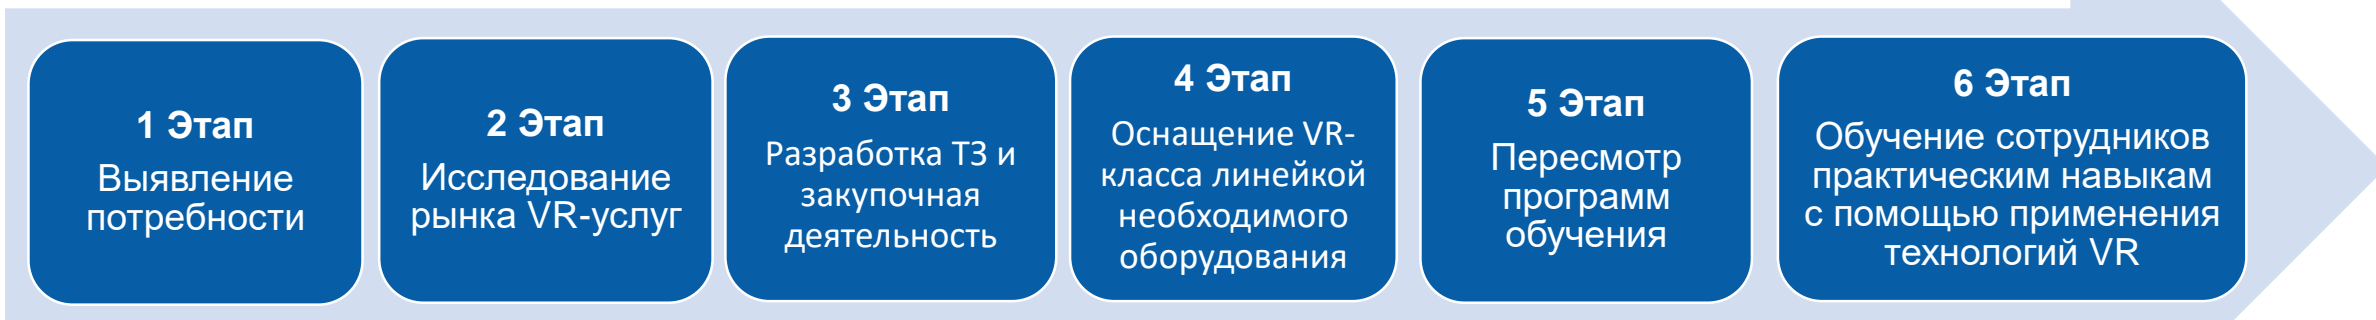 1 Этап
Выявление
потребности
2 Этап
Исследование
рынка VR-услуг
3 Этап
Разработка ТЗ и
закупочная
деятельность
4 Этап
Оснащение VR-
класса линейкой
необходимого
оборудования
5 Этап
Пересмотр
программ
обучения
6 Этап
Обучение сотрудников
практическим навыкам
с помощью применения
технологий VR